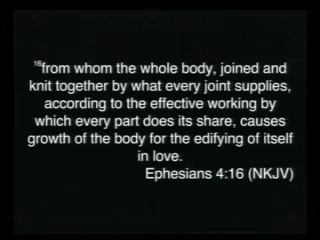 16from whom the whole body, joined and
knit together by what every joint supplies,
according to the effective working by
which every part does its share, causes
growth of the body for the edifying of itself
in love.
Ephesians 4:16 (NKJV)